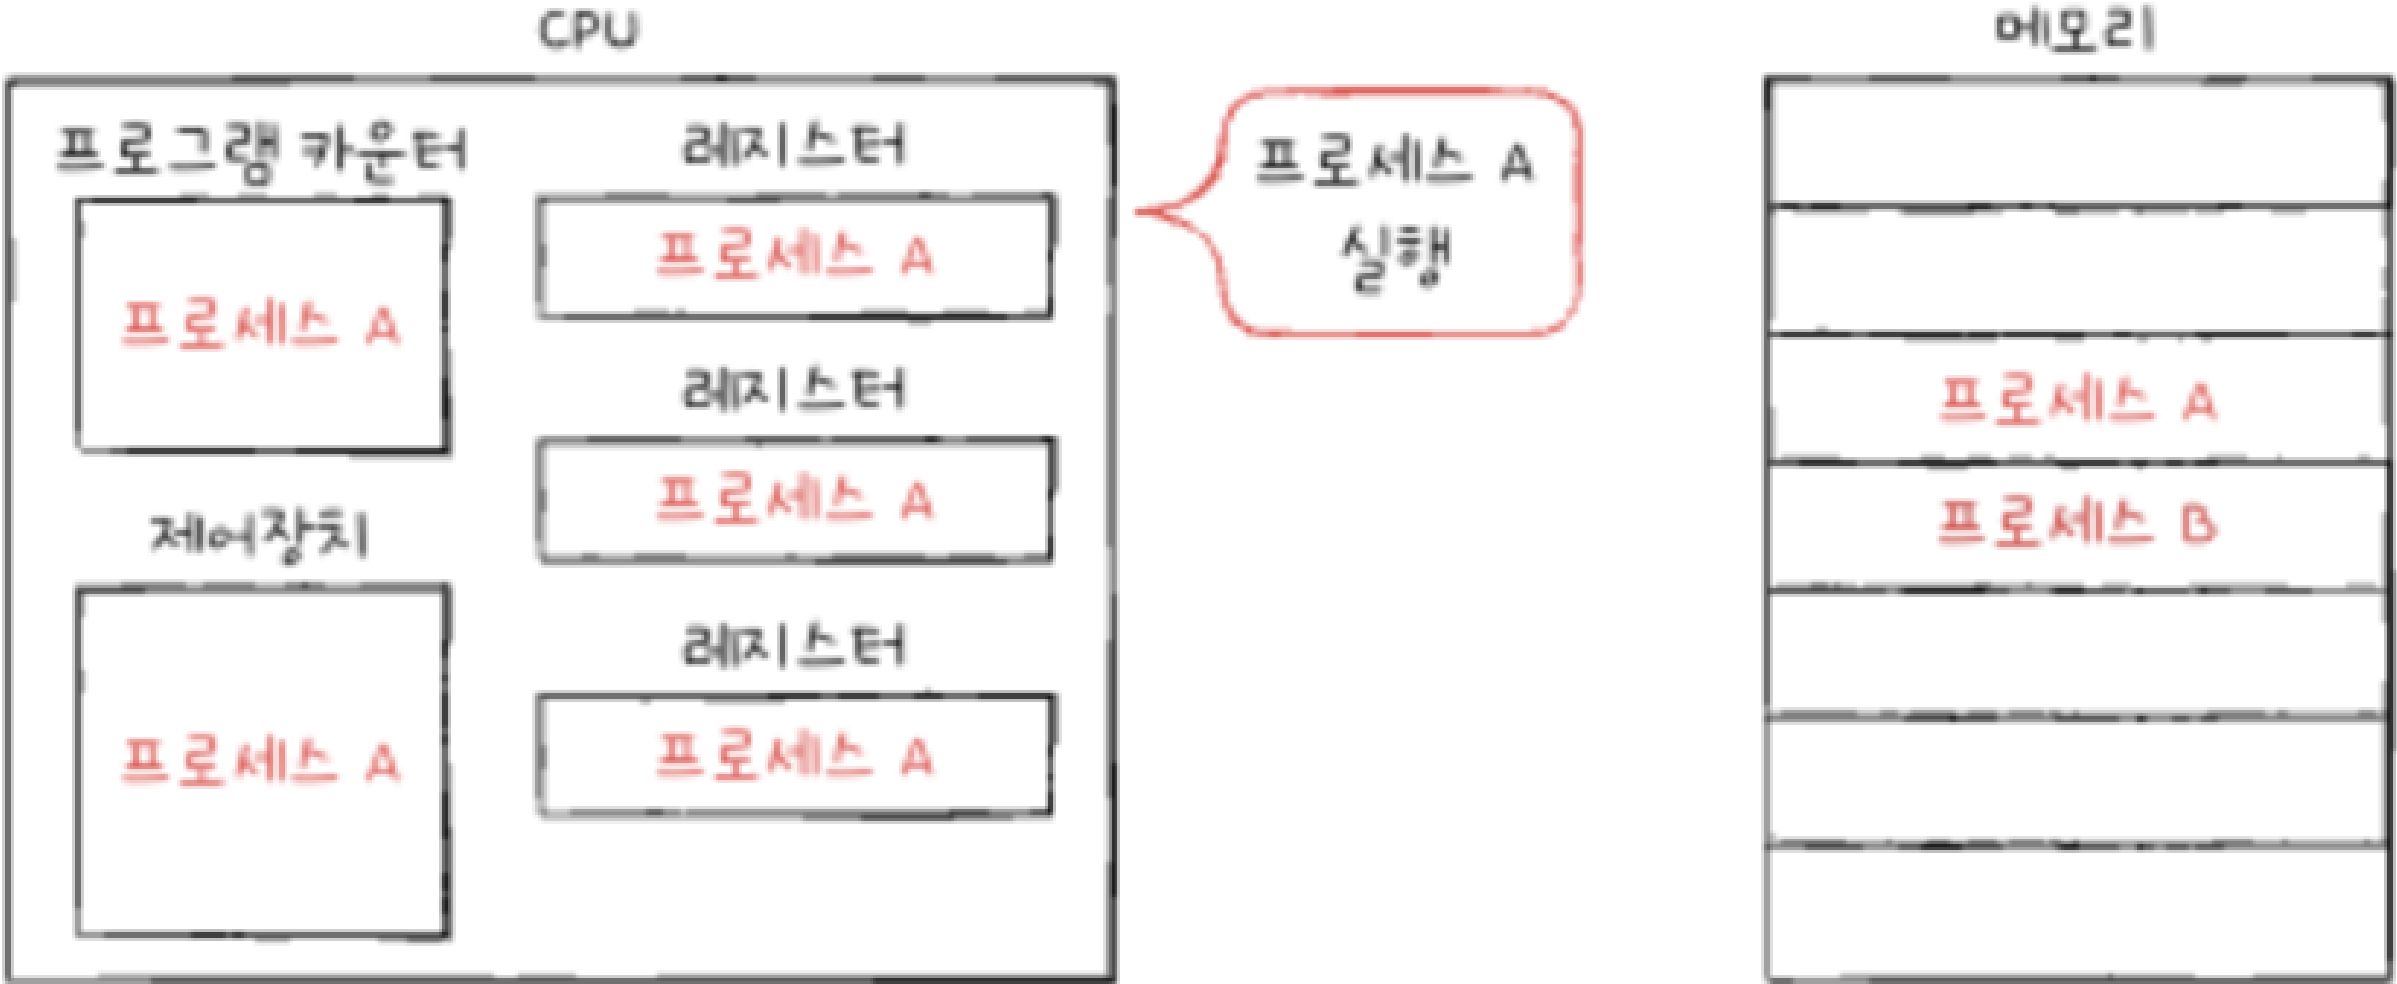 CPU
프로그램 카운터
프로세스 A
제어장치
프로세스 A
레지스터
프로세스 A
레지스터
프로세스 A
레지스터
프로세스 A
프로세스 A
실행
메모리
프로세스 A
프로세스 B